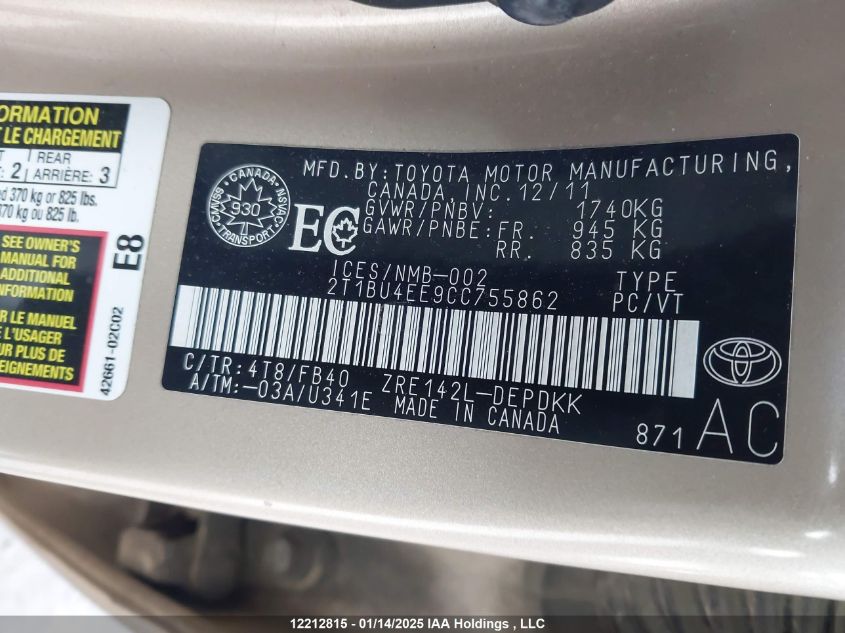 ORMATION
T LE CHARGEMENT
: 2 REAR ARRIÈRE: 3
d 370 kg or 825 lbs.
370 kg ou 825 lb.
SEE OWNER'S
MANUAL FOR
ADDITIONAL
INFORMATION
R LE MANUEL
E L'USAGER
UR PLUS DE
EIGNEMENTS
E8
42661-02C02
CANADA
CMVSS
NSVAC
930
TRANSPORT
EC
MFD.BY:TOYOTA MOTOR MANUFACTURING,
CANADA, INC.12/11
GVWR/PNBV: 1740KG
GAWR/PNBE:FR. 945 KG
RR. 835 KG
ICES/NMB-002 TYPE
2T1BU4EE9CC755862 PC/VT
C/TR:4T8/FB40 ZRE142L-DEPDKK
A/TM:-03A/U341E MADE IN CANADA
871 AC
12212815 - 01/14/2025 IAA Holdings , LLC